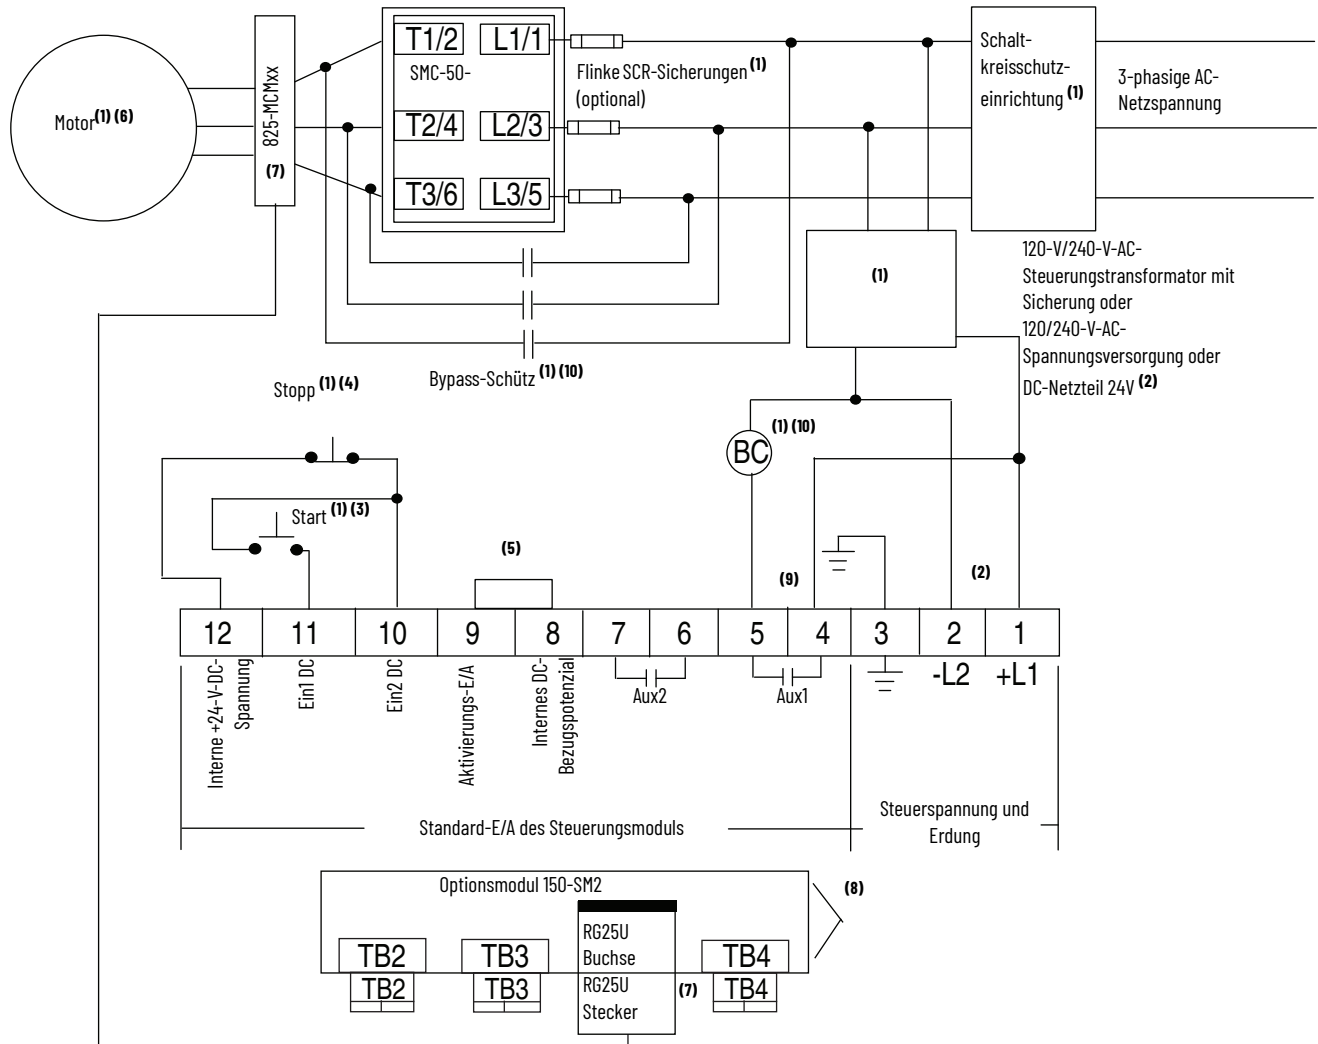 Motor(1) (6)
825-MCMxx
(7)
T1/2
L1/1
SMC-50-
T2/4
L2/3
T3/6
L3/5
Flinke SCR-Sicherungen (1)
(optional)
Schalt-
kreisschutz-
einrichtung (1)
3-phasige AC-
Netzspannung
(1)
120-V/240-V-AC-
Steuerungstransformator mit
Sicherung oder
120/240-V-AC-
Spannungsversorgung oder
DC-Netzteil 24V (2)
Bypass-Schütz (1) (10)
Stopp (1) (4)
BC
(1) (10)
Start (1) (3)
(5)
(9)
(2)
12
11
10
9
8
7
6
5
4
3
2
1
Interne +24-V-DC-
Spannung
Ein1 DC
Ein2 DC
Aktivierungs-E/A
Internes DC-
Bezugspotenzial
Aux2
Aux1
-L2
+L1
Standard-E/A des Steuerungsmoduls
Steuerspannung und
Erdung
Optionsmodul 150-SM2
(8)
TB2
TB3
RG25U
Buchse
TB4
TB2
TB3
RG25U
Stecker
(7)
TB4